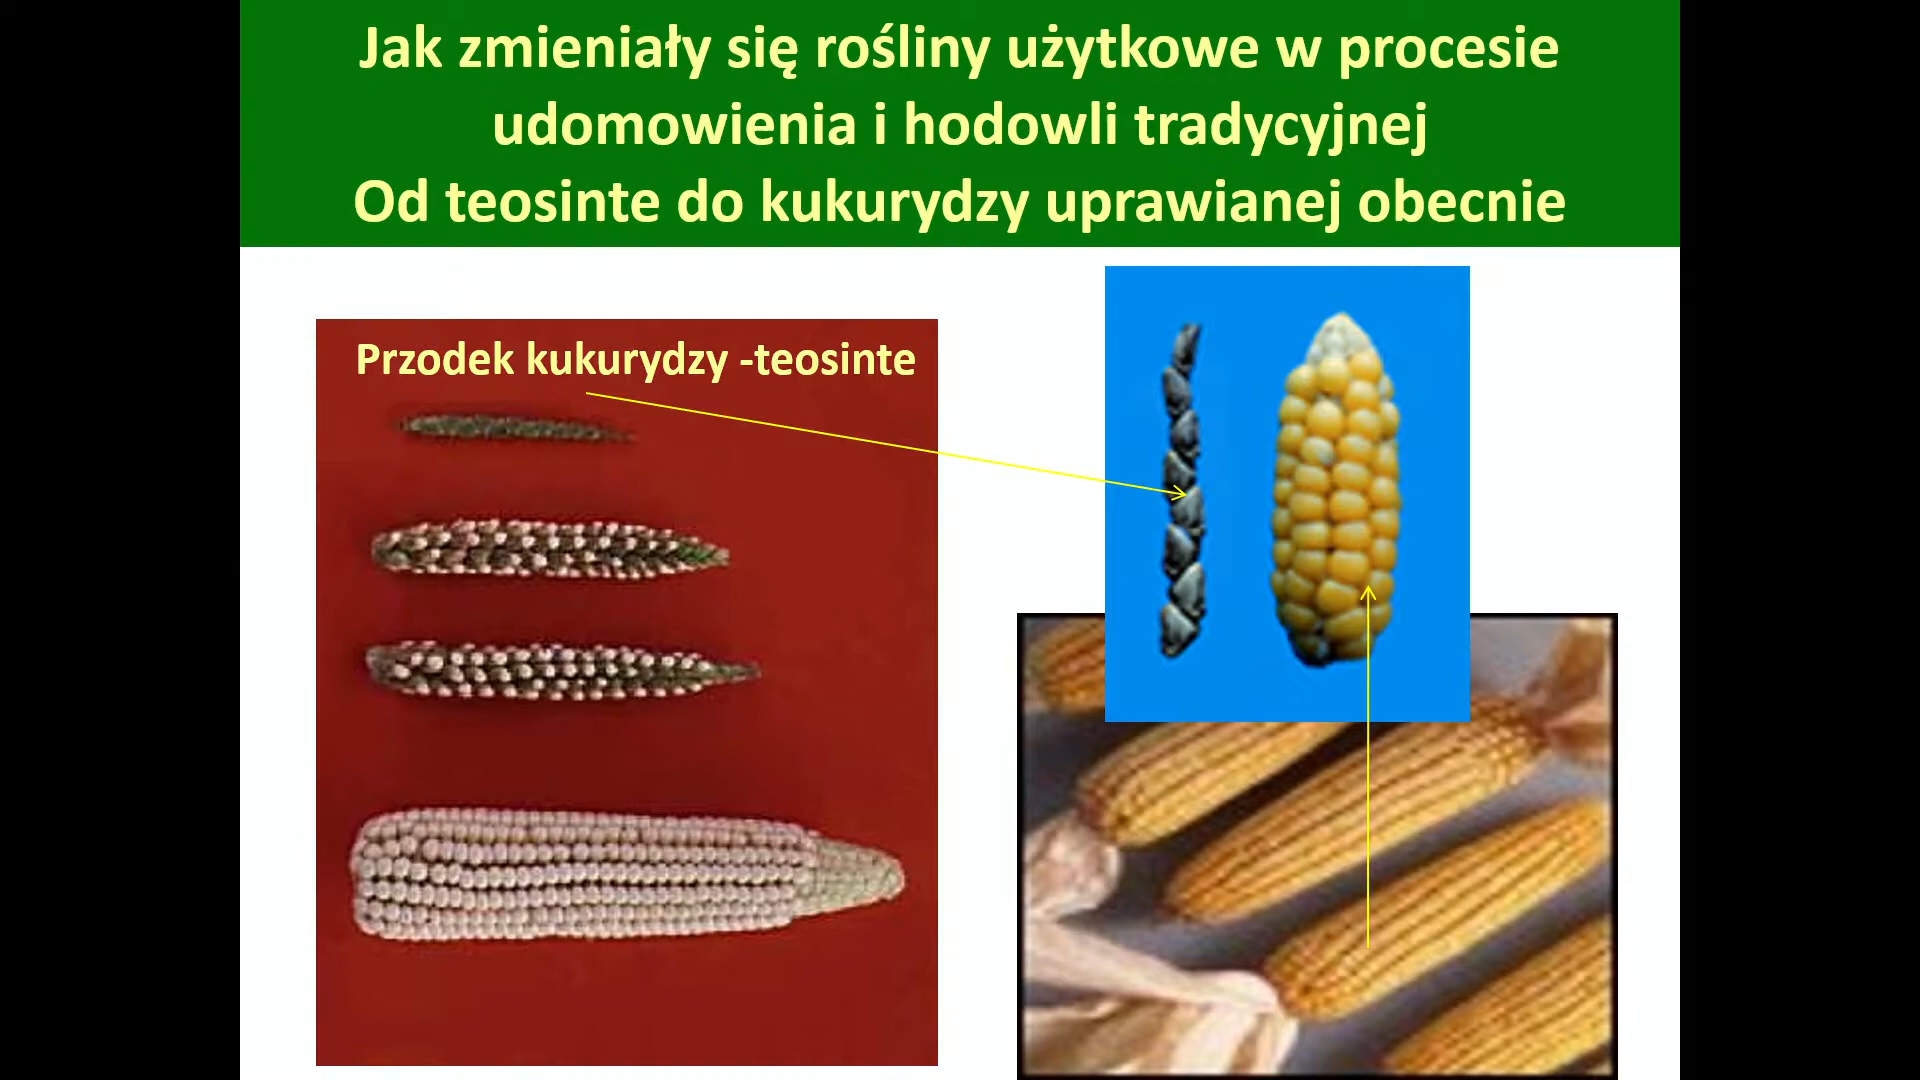 Jak zmieniały się rośliny użytkowe w procesie
udomowienia i hodowli tradycyjnej
Od teosinte do kukurydzy uprawianej obecnie
Przodek kukurydzy -teosinte